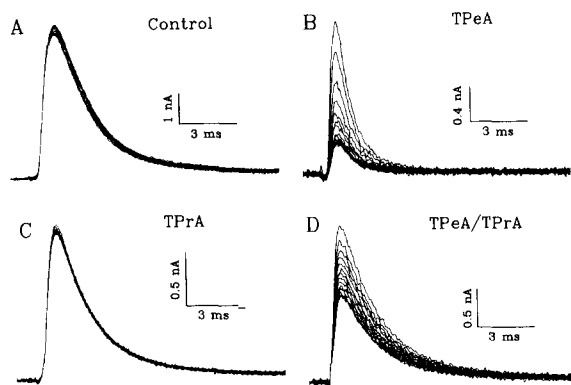 A
Control
1 nA
3 ms
B
TPeA
0.4 nA
3 ms
C
TPrA
0.5 nA
3 ms
D
TPeA/TPrA
0.5 nA
3 ms